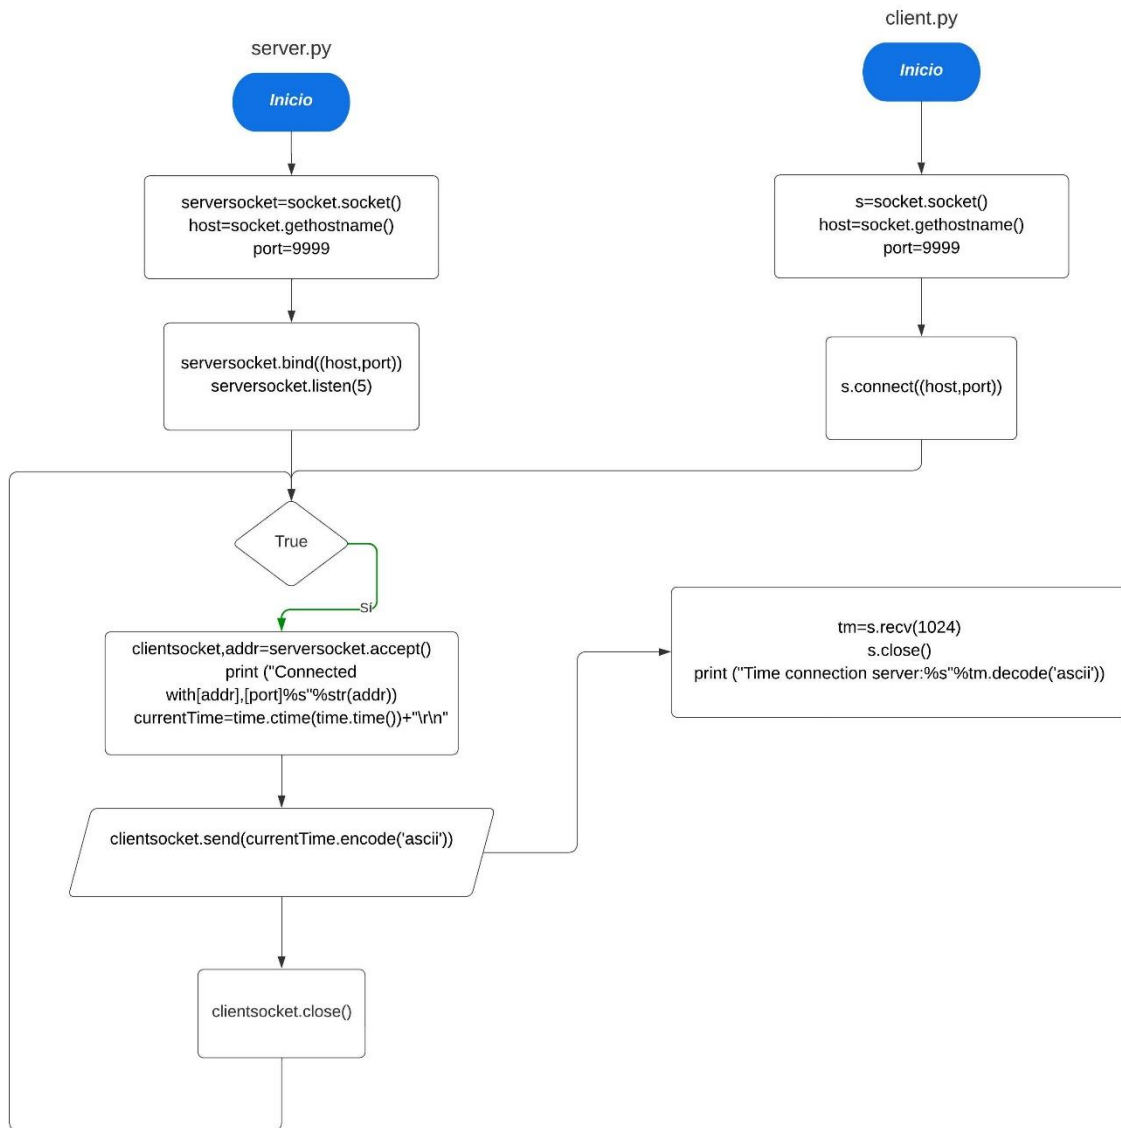 server.py
Inicio
serversocket=socket.socket()
host=socket.gethostname()
port=9999
serversocket.bind((host,port))
serversocket.listen(5)
True
Sí
clientsocket,addr=serversocket.accept()
print ("Connected
with[addr],[port]%s"%str(addr))
currentTime=time.ctime(time.time())+"\r\n"
clientsocket.send(currentTime.encode('ascii'))
clientsocket.close()
client.py
Inicio
s=socket.socket()
host=socket.gethostname()
port=9999
s.connect((host,port))
tm=s.recv(1024)
s.close()
print ("Time connection server:%s"%tm.decode('ascii'))